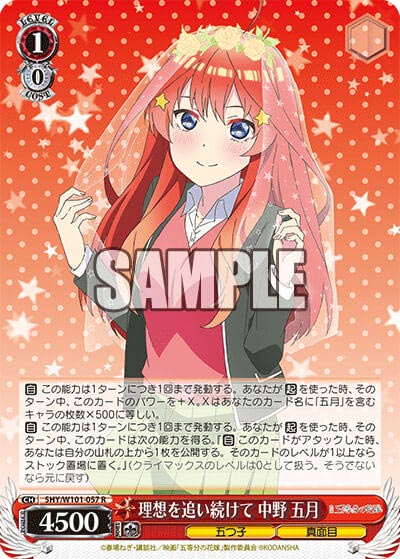 LEVEL
1
0
COST
SAMPLE
自 この能力は1ターンにつき1回まで発動する。あなたが起を使った時、そのターン中、このカードのパワーを+X。Xはあなたのカード名に「五月」を含む
キャラの枚数×500に等しい。
自 この能力は1ターンにつき1回まで発動する。あなたが起を使った時、そのターン中、このカードは次の能力を得る。『自 このカードがアタックした時、
あなたは自分の山札の上から1枚を公開する。そのカードのレベルが1以上なら
ストック置場に置く。』(クライマックスのレベルは0として扱う。そうでない
なら元に戻す)
CH 5HY/W101-057 R
理想を追い続けて 中野 五月
4500
五つ子
真面目
©春場ねぎ・講談社/映画「五等分の花嫁」製作委員会 ®KODANSHA